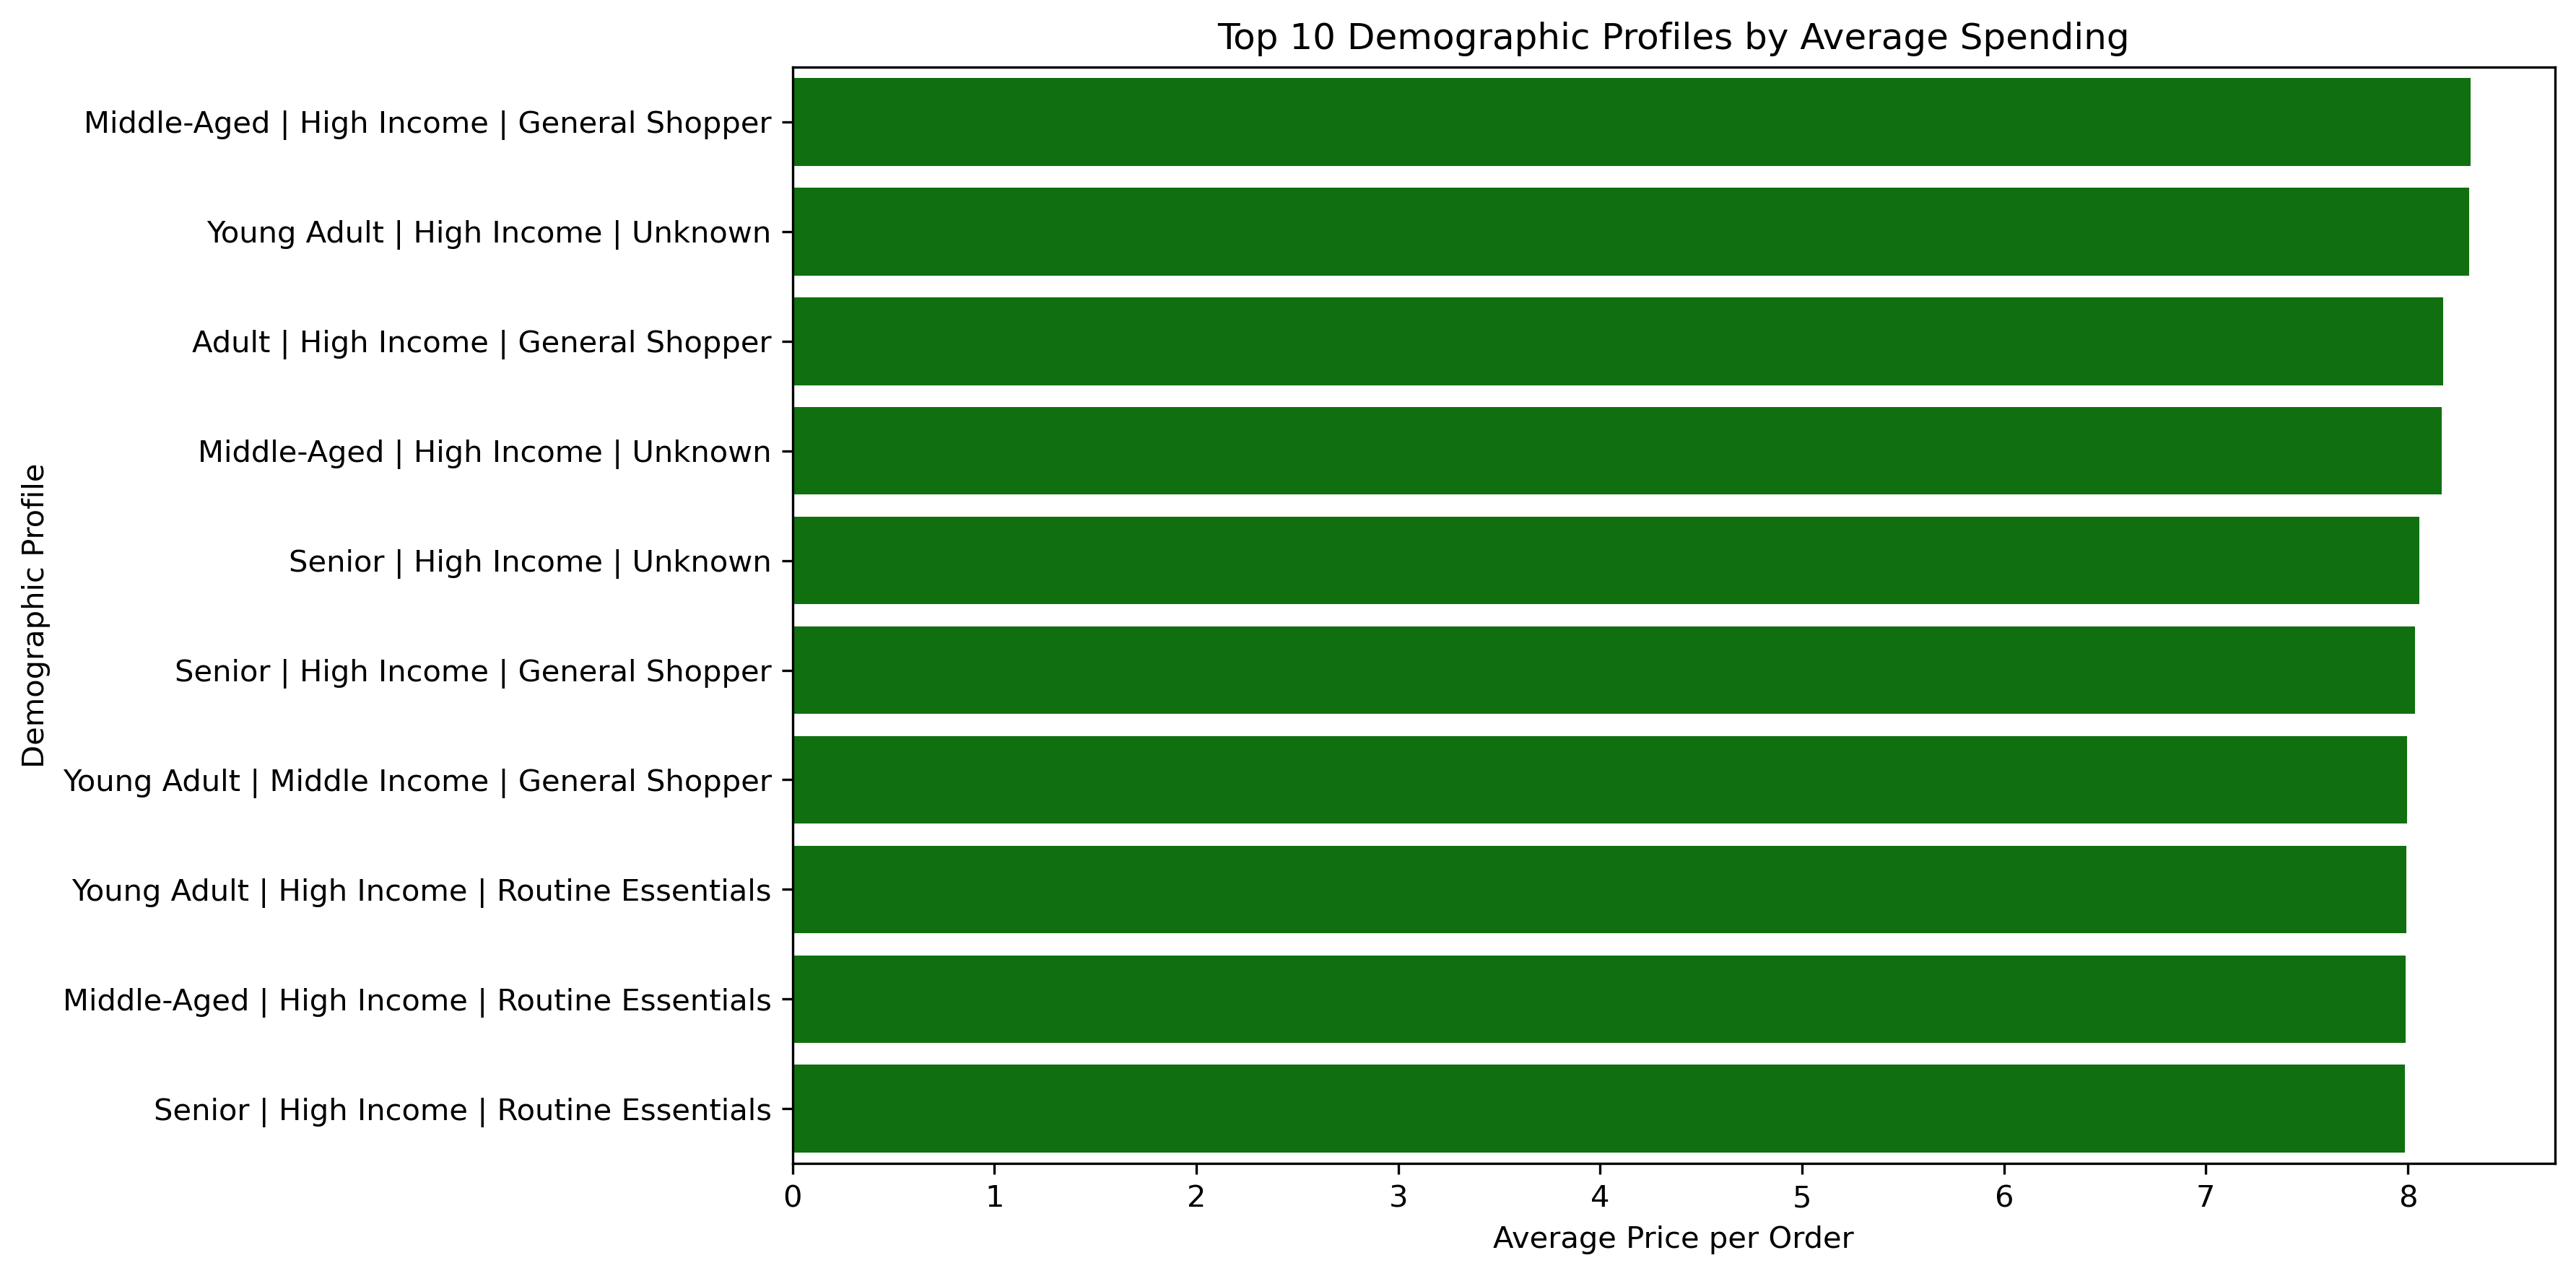 Top 10 Demographic Profiles by Average Spending
Demographic Profile
Middle-Aged | High Income | General Shopper
Young Adult | High Income | Unknown
Adult | High Income | General Shopper
Middle-Aged | High Income | Unknown
Senior | High Income | Unknown
Senior | High Income | General Shopper
Young Adult | Middle Income | General Shopper
Young Adult | High Income | Routine Essentials
Middle-Aged | High Income | Routine Essentials
Senior | High Income | Routine Essentials
0 1 2 3 4 5 6 7 8
Average Price per Order